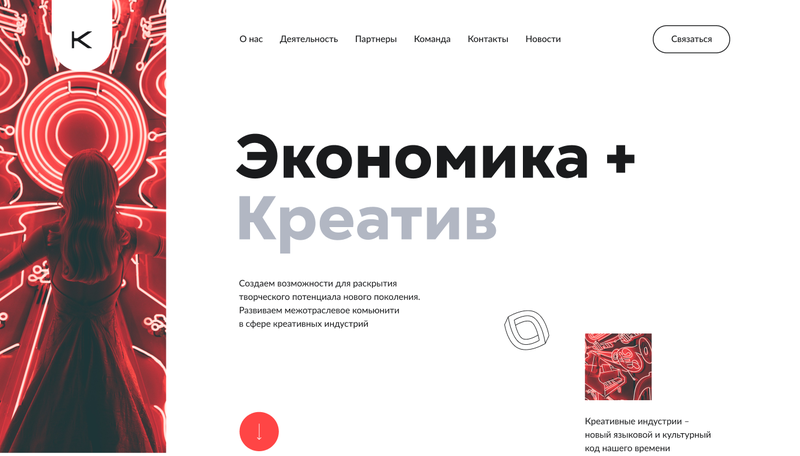 K
О нас Деятельность Партнеры Команда Контакты Новости Связаться
Экономика +
Креатив
Создаем возможности для раскрытия
творческого потенциала нового поколения.
Развиваем межотраслевое комьюнити
в сфере креативных индустрий
Креативные индустрии –
новый языковой и культурный
код нашего времени